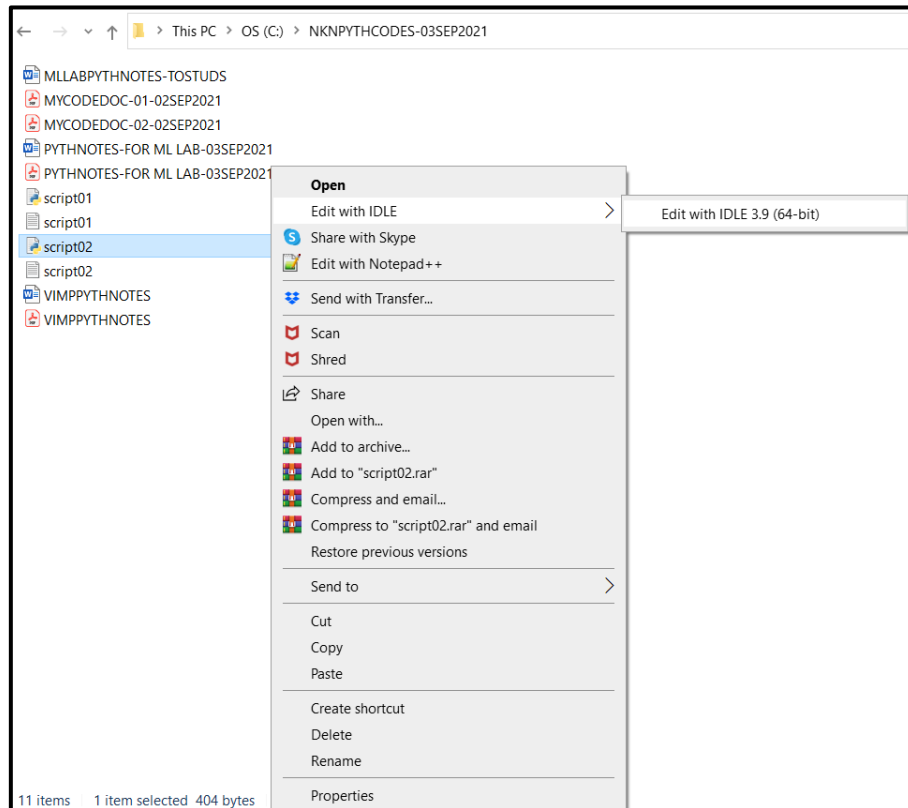 This PC > OS (C:) > NKNPYTHCODES-03SEP2021
MLLABPYTHNOTES-TOSTUDS
MYCODEDOC-01-02SEP2021
MYCODEDOC-02-02SEP2021
PYTHNOTES-FOR ML LAB-03SEP2021
PYTHNOTES-FOR ML LAB-03SEP2021
script01
script01
script02
script02
VIMPPYTHNOTES
VIMPPYTHNOTES
Open
Edit with IDLE
Edit with IDLE 3.9 (64-bit)
Share with Skype
Edit with Notepad++
Send with Transfer...
Scan
Shred
Share
Open with...
Add to archive...
Add to "script02.rar"
Compress and email...
Compress to "script02.rar" and email
Restore previous versions
Send to
Cut
Copy
Paste
Create shortcut
Delete
Rename
Properties
11 items 1 item selected 404 bytes